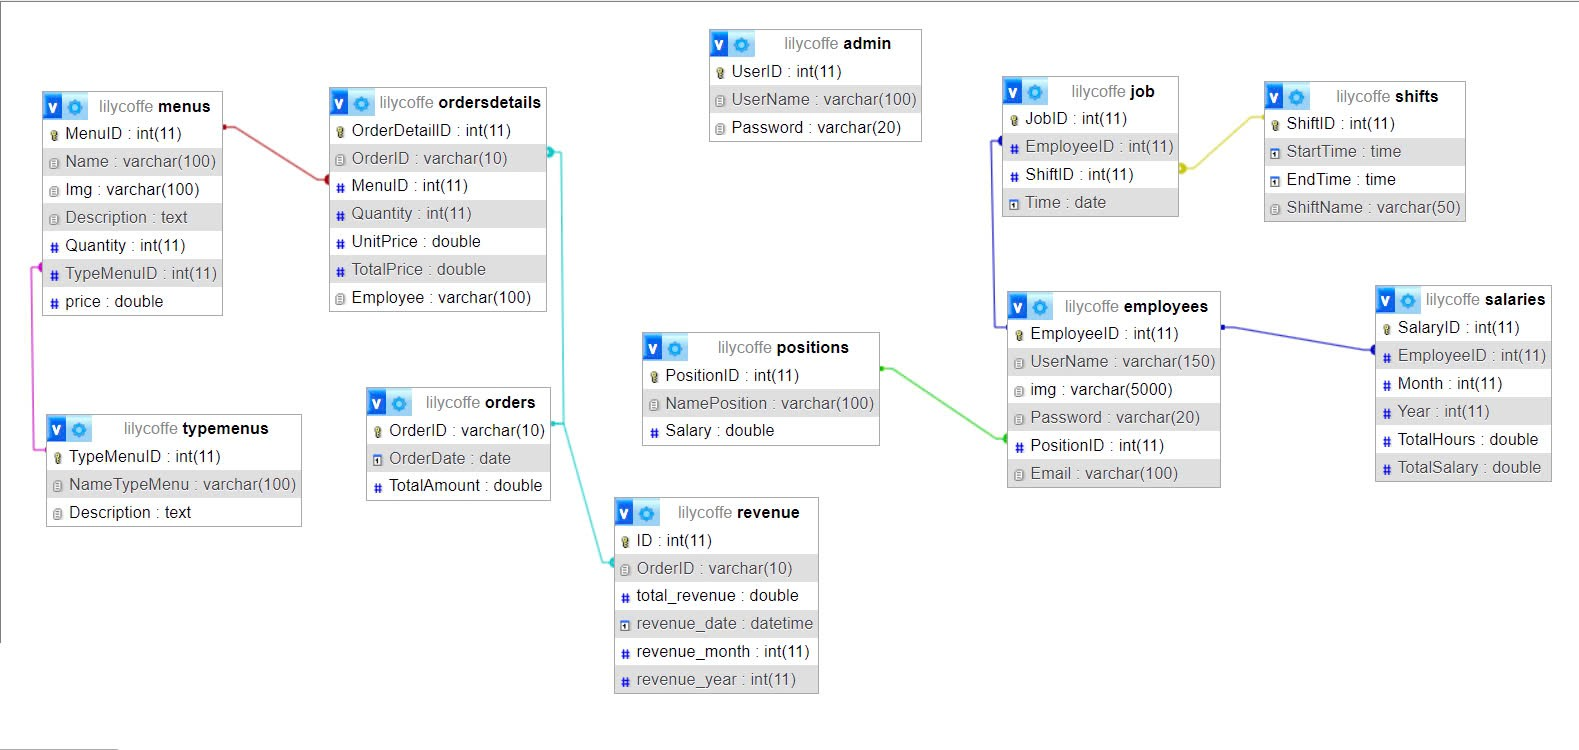 lilycoffe menus
MenuID : int(11)
Name : varchar(100)
Img : varchar(100)
Description : text
Quantity : int(11)
TypeMenuID : int(11)
price : double
lilycoffe ordersdetails
OrderDetailID : int(11)
OrderID : varchar(10)
MenuID : int(11)
Quantity : int(11)
UnitPrice : double
TotalPrice : double
Employee : varchar(100)
lilycoffe admin
UserID : int(11)
UserName : varchar(100)
Password : varchar(20)
lilycoffe job
JobID : int(11)
EmployeeID : int(11)
ShiftID : int(11)
Time : date
lilycoffe shifts
ShiftID : int(11)
StartTime : time
EndTime : time
ShiftName : varchar(50)
lilycoffe typemenus
TypeMenuID : int(11)
NameTypeMenu : varchar(100)
Description : text
lilycoffe orders
OrderID : varchar(10)
OrderDate : date
TotalAmount : double
lilycoffe positions
PositionID : int(11)
NamePosition : varchar(100)
Salary : double
lilycoffe employees
EmployeeID : int(11)
UserName : varchar(150)
img : varchar(5000)
Password : varchar(20)
PositionID : int(11)
Email : varchar(100)
lilycoffe salaries
SalaryID : int(11)
EmployeeID : int(11)
Month : int(11)
Year : int(11)
TotalHours : double
TotalSalary : double
lilycoffe revenue
ID : int(11)
OrderID : varchar(10)
total_revenue : double
revenue_date : datetime
revenue_month : int(11)
revenue_year : int(11)